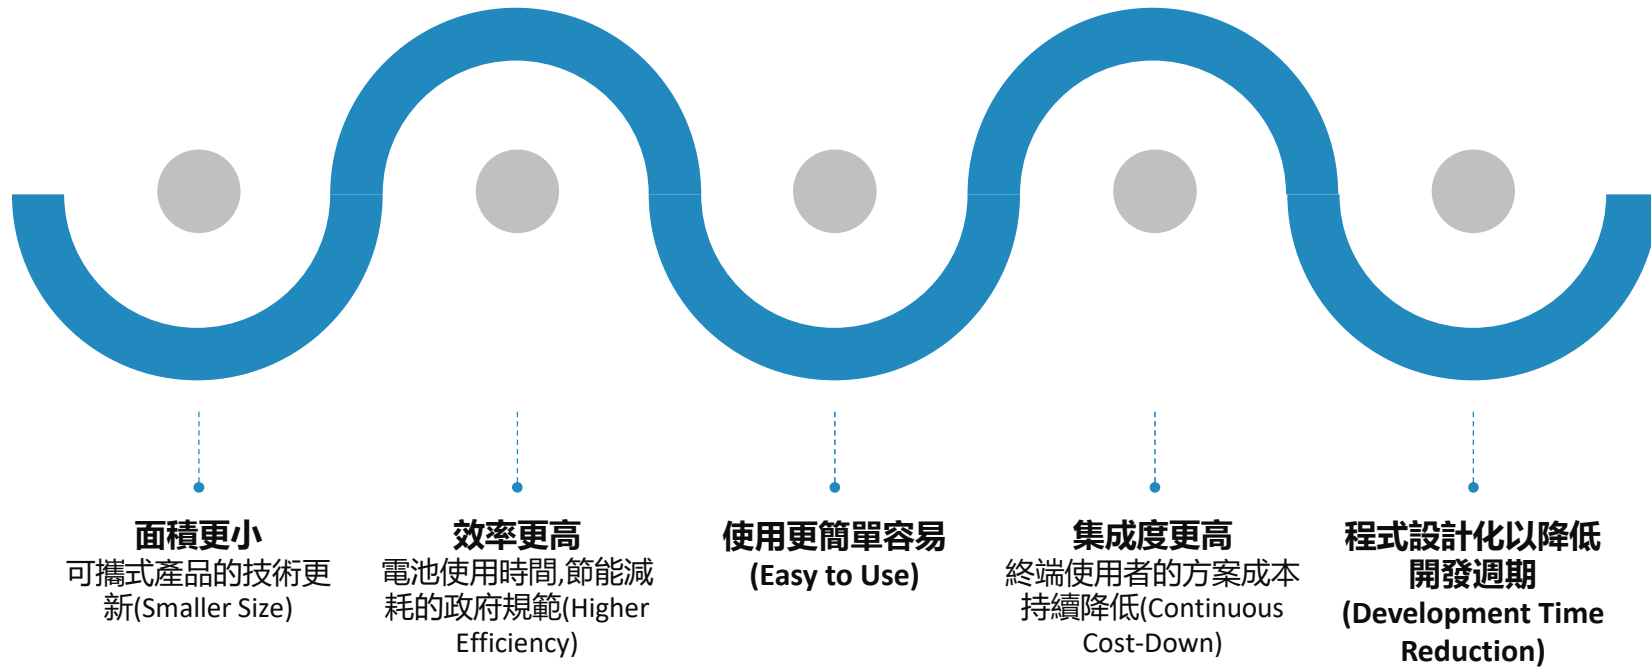 面積更小
可攜式產品的技術更
新(Smaller Size)
效率更高
電池使用時間,節能減
耗的政府規範(Higher
Efficiency)
使用更簡單容易
(Easy to Use)
集成度更高
終端使用者的方案成本
持續降低(Continuous
Cost-Down)
程式設計化以降低
開發週期
(Development Time
Reduction)